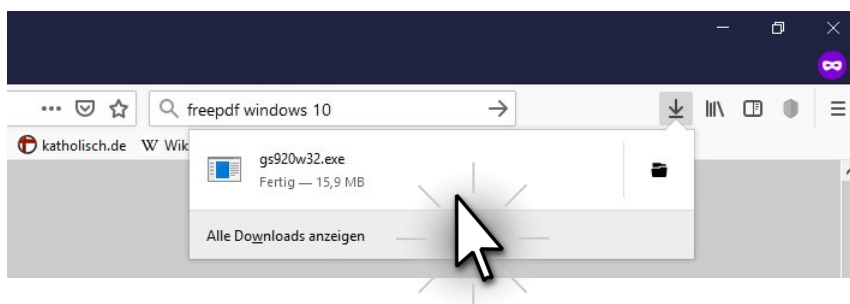 freepdf windows 10
katholisch.de W Wik
gs920w32.exe
Fertig — 15,9 MB
Alle Downloads anzeigen